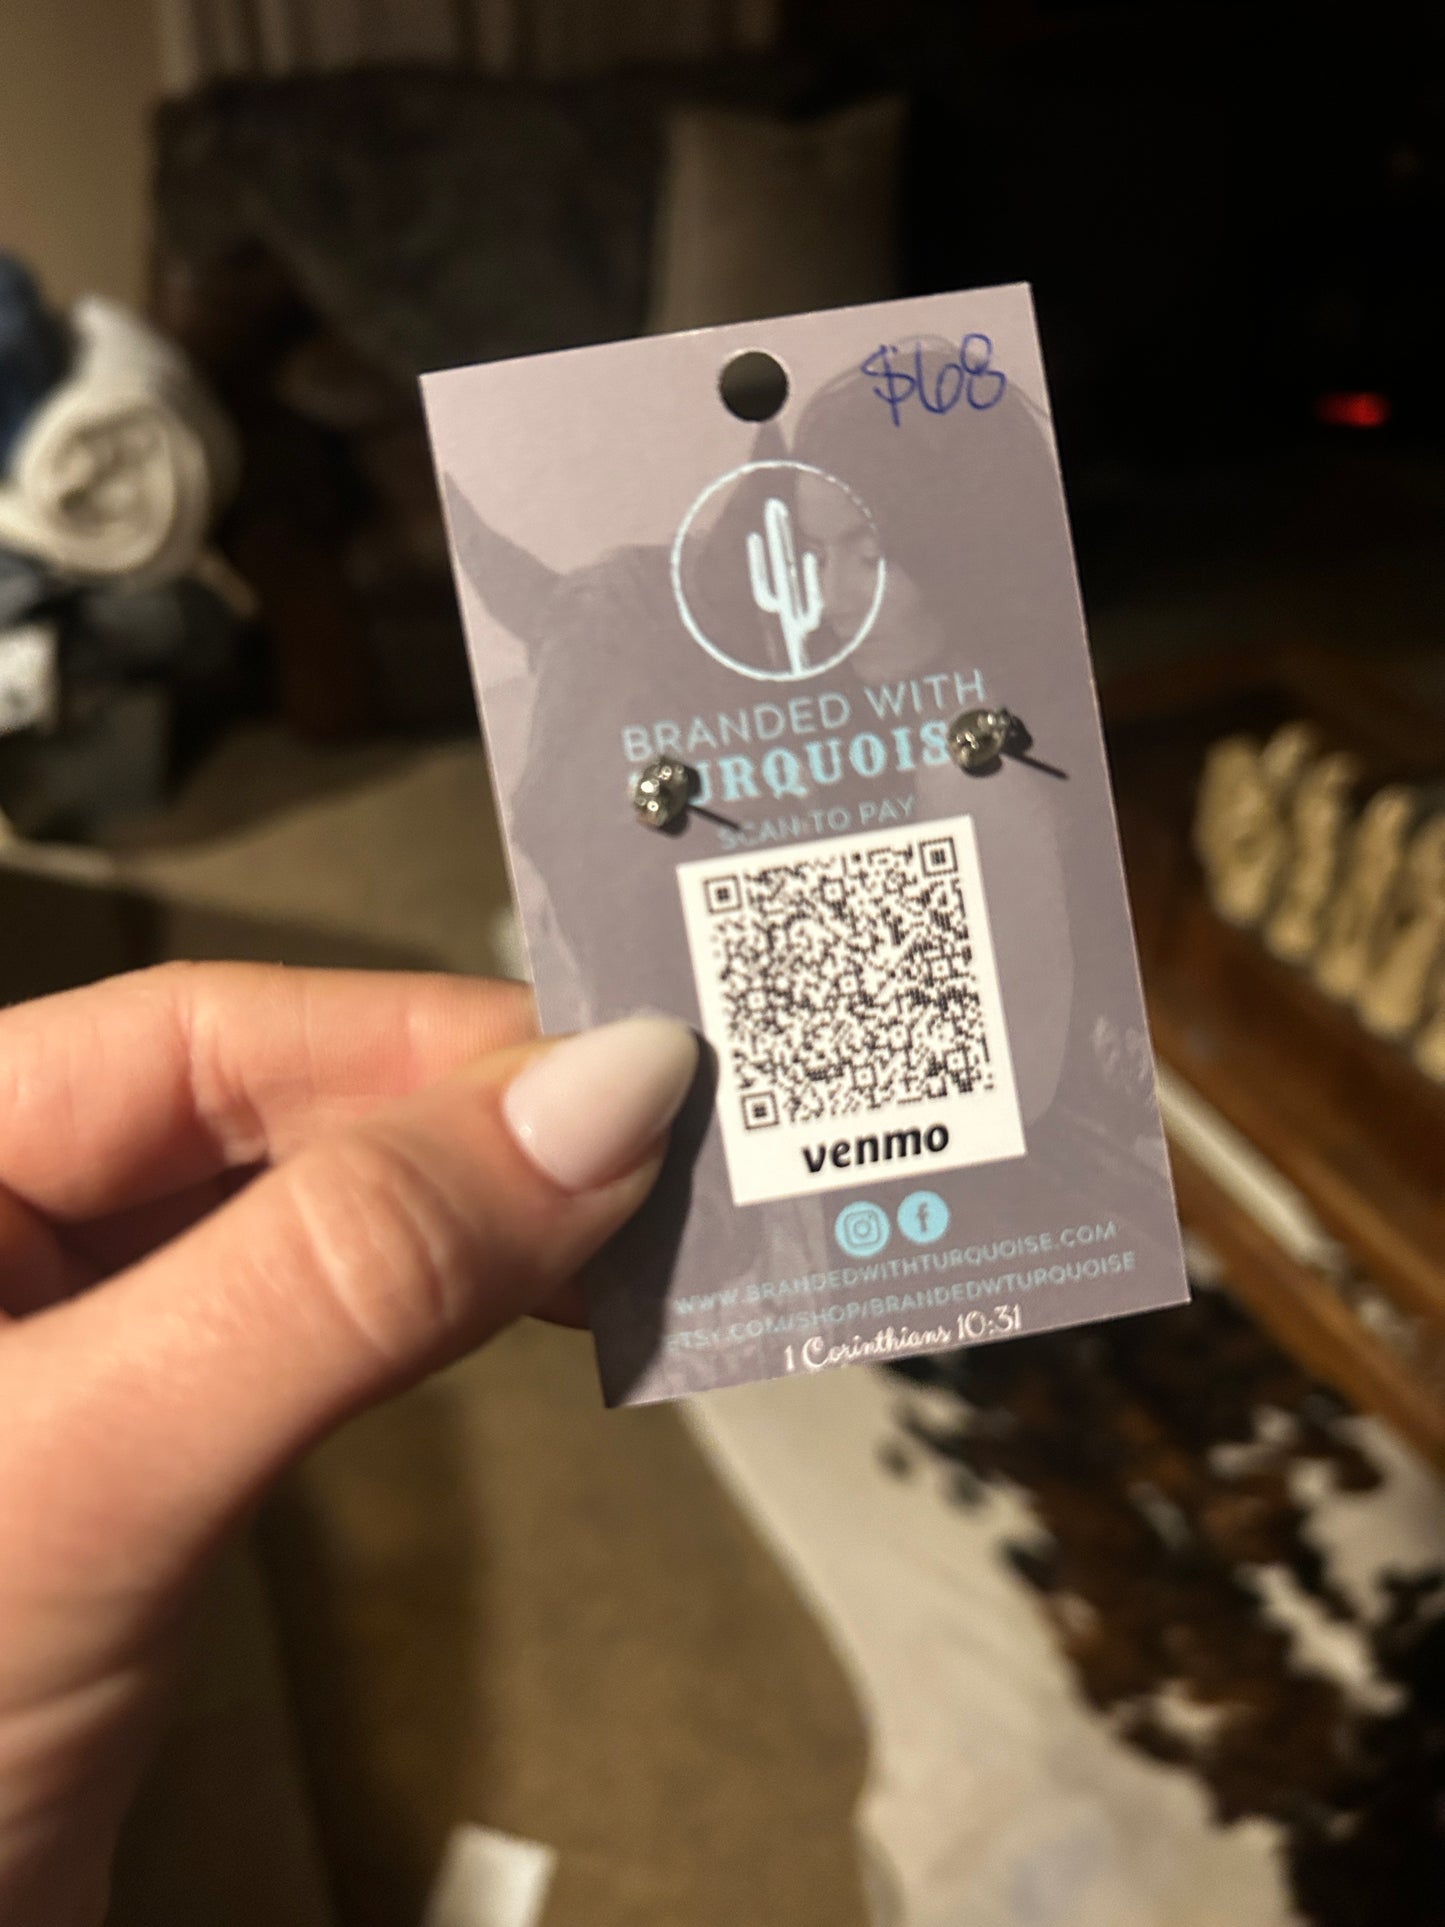 $68
BRANDED WITH
TURQUOISE
SCAN TO PAY
venmo
f
WWW.BRANDEDWITHTURQUOISE.COM
ETSY.COM/SHOP/BRANDEDWTURQUOISE
1 Corinthians 10:31